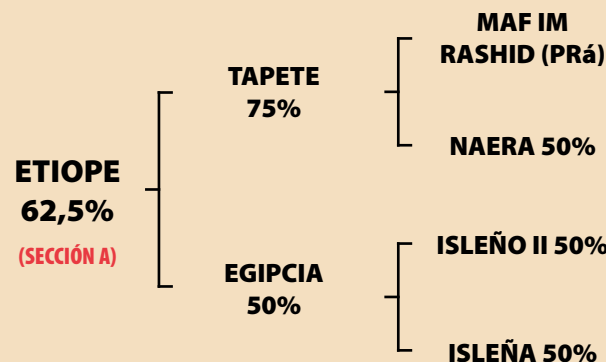 MAF IM
RASHID (PRá)
TAPETE
75%
NAERA 50%
ETIOPE
62,5%
(SECCIÓN A)
ISLEÑO II 50%
EGIPCIA
50%
ISLEÑA 50%